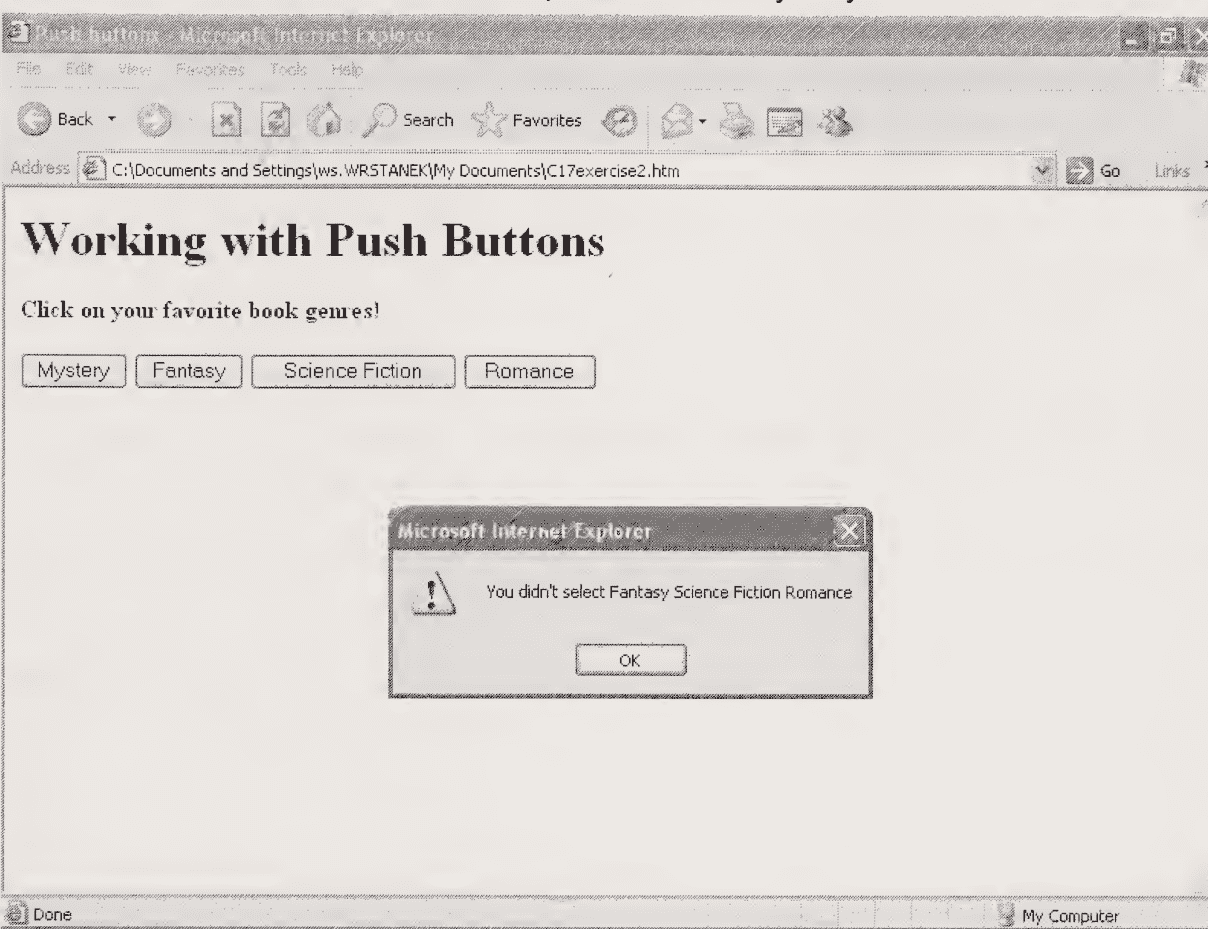 Push buttons - Microsoft Internet Explorer
File Edit View Favorites Tools Help
Back Search Favorites
Address C:\Documents and Settings\ws.WRSTANEK\My Documents\C17exercise2.htm Go Links
Working with Push Buttons
Click on your favorite book genres!
Mystery Fantasy Science Fiction Romance
Microsoft Internet Explorer
You didn't select Fantasy Science Fiction Romance
OK
Done My Computer